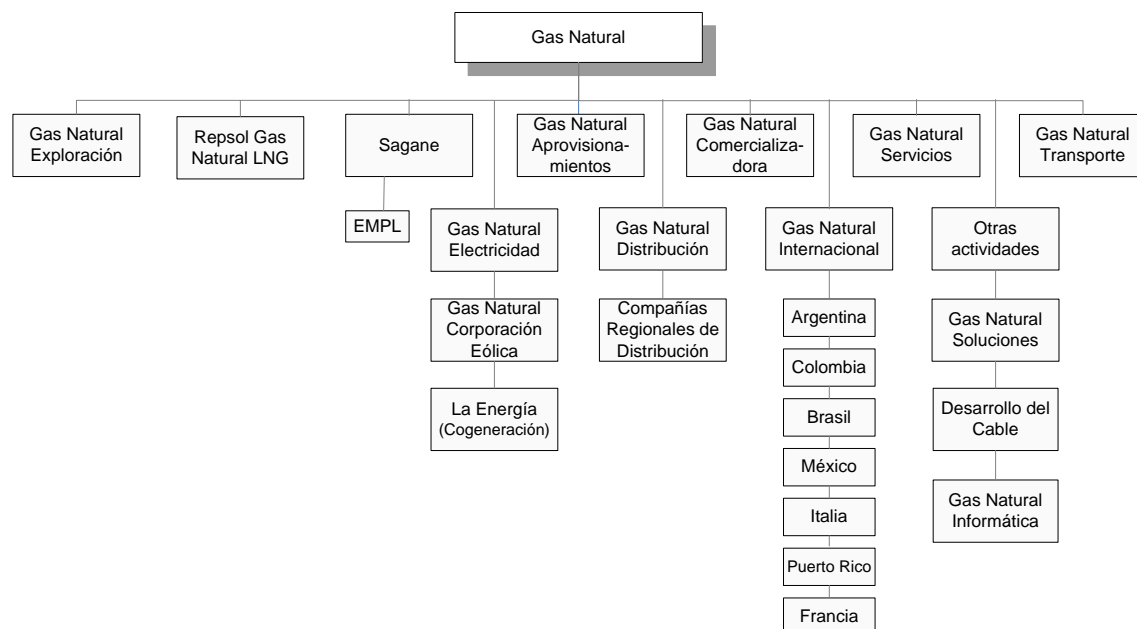 Gas Natural
Gas Natural
Exploración
Repsol Gas
Natural LNG
Sagane
Gas Natural
Aprovisiona-
mientos
Gas Natural
Comercializa-
dora
Gas Natural
Servicios
Gas Natural
Transporte
EMPL
Gas Natural
Electricidad
Gas Natural
Distribución
Gas Natural
Internacional
Otras
actividades
Gas Natural
Corporación
Eólica
Compañías
Regionales de
Distribución
Argentina
Gas Natural
Soluciones
Colombia
La Energía
(Cogeneración)
Brasil
Desarrollo del
Cable
México
Italia
Gas Natural
Informática
Puerto Rico
Francia